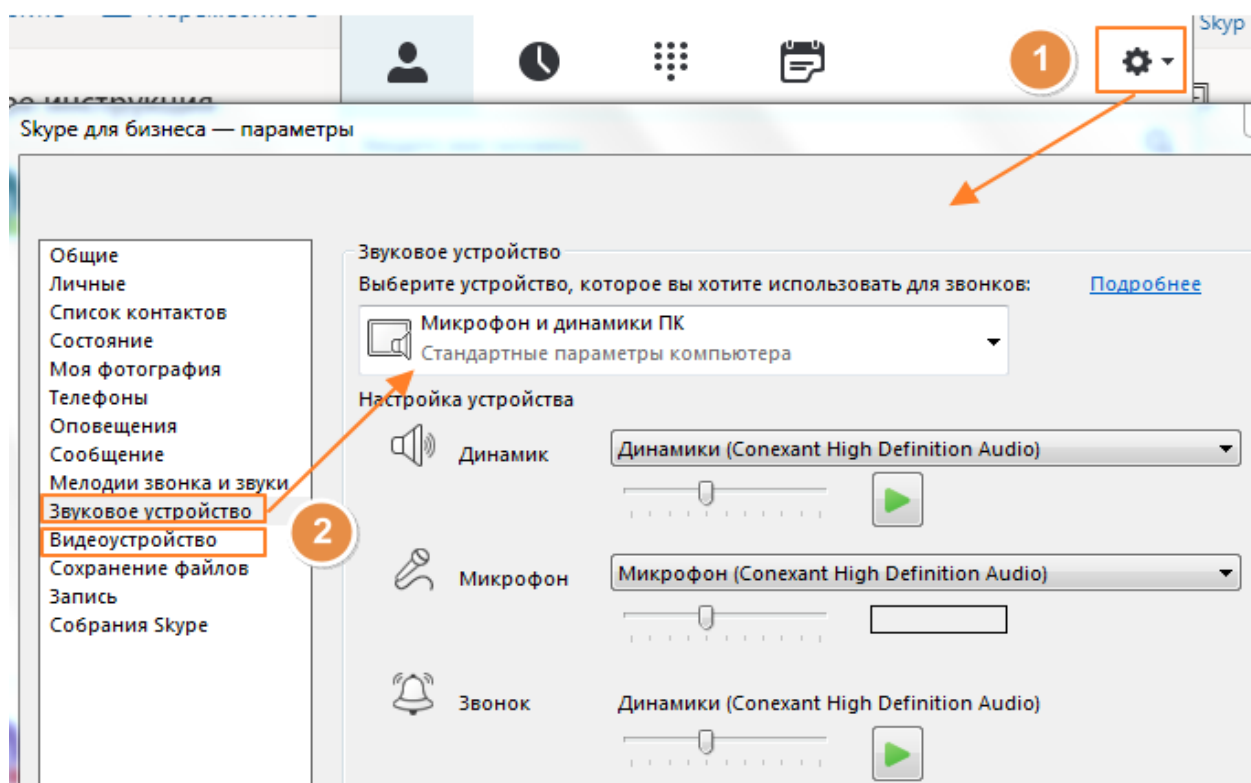 Skyp
1
инструкция
Skype для бизнеса — параметры
Общие
Личные
Список контактов
Состояние
Моя фотография
Телефоны
Оповещения
Сообщение
Мелодии звонка и звуки
Звуковое устройство
Видеоустройство
Сохранение файлов
Запись
Собрания Skype
2
Звуковое устройство
Выберите устройство, которое вы хотите использовать для звонков: Подробнее
Микрофон и динамики ПК
Стандартные параметры компьютера
Настройка устройства
Динамик Динамики (Conexant High Definition Audio)
Микрофон Микрофон (Conexant High Definition Audio)
Звонок Динамики (Conexant High Definition Audio)